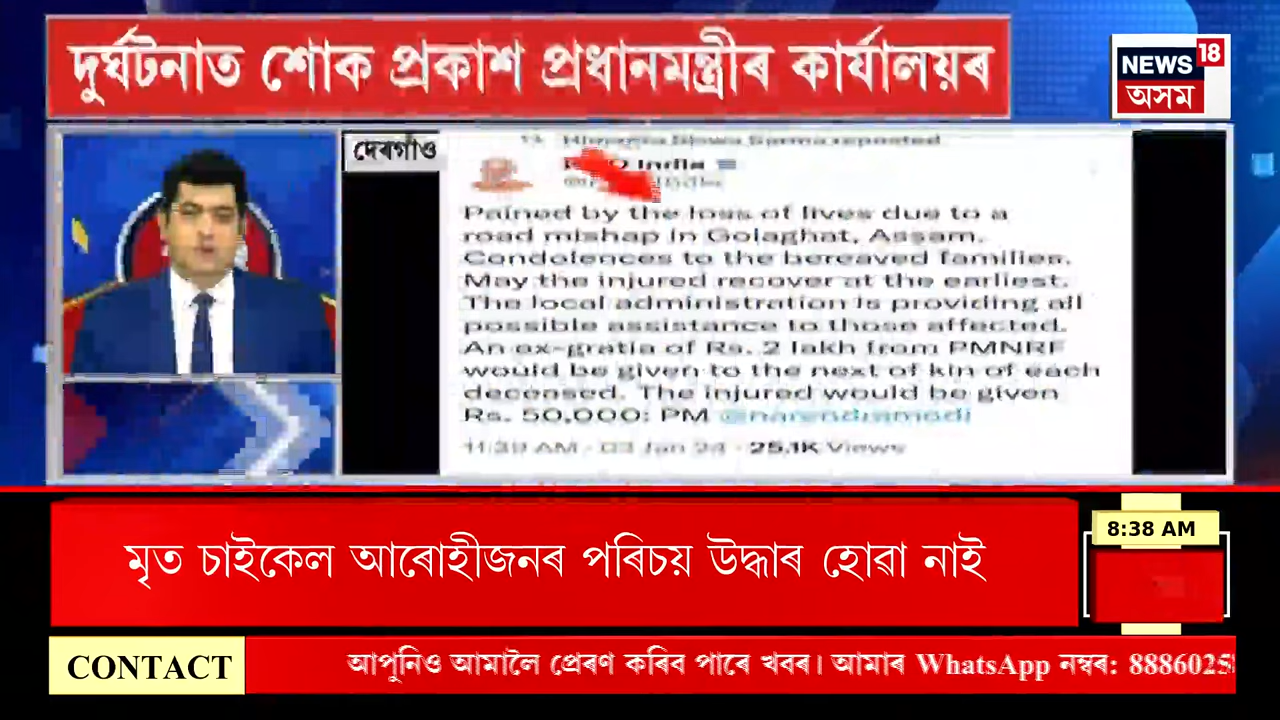 দুৰ্ঘটনাত শোক প্ৰকাশ প্ৰধানমন্ত্ৰীৰ কাৰ্যালয়ৰ
NEWS 18
অসম
দেৰগাঁও
Himanta Biswa Sarma reposted
India
Pained by the loss of lives due to a
road mishap in Golaghat, Assam.
Condolences to the bereaved families.
May the injured recover at the earliest.
The local administration is providing all
possible assistance to those affected.
An ex-gratia of Rs. 2 lakh from PMNRF
would be given to the next of kin of each
deceased. The injured would be given
Rs. 50,000: PM @narendramodi
11:39 AM · 03 Jan 24 · 25.1K Views
মৃত চাইকেল আৰোহীজনৰ পৰিচয় উদ্ধাৰ হোৱা নাই
8:38 AM
CONTACT
আপুনিও আমালৈ প্ৰেৰণ কৰিব পাৰে খবৰ। আমাৰ WhatsApp নম্বৰ: 8886025